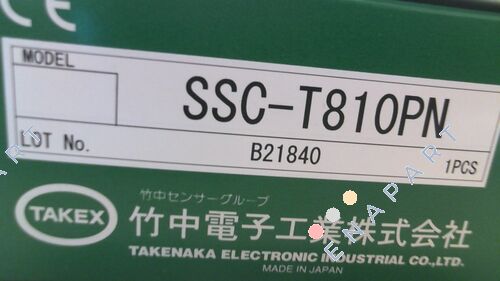 CE
MODEL
SSC-T810PN
LOT No.
B21840
1PCS
竹中センサーグループ
TAKEX
竹中電子工業株式会社
TAKENAKA ELECTRONIC INDUSTRIAL CO.,LTD.
MADE IN JAPAN
EMAPART